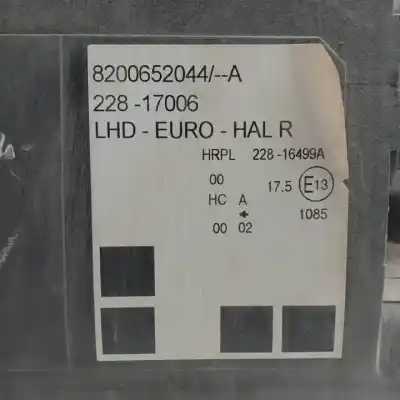 8200652044/--A
228 -17006
LHD - EURO - HAL R
HRPL 228 -16499A
00 17.5 E13
HC A
1085
00 02